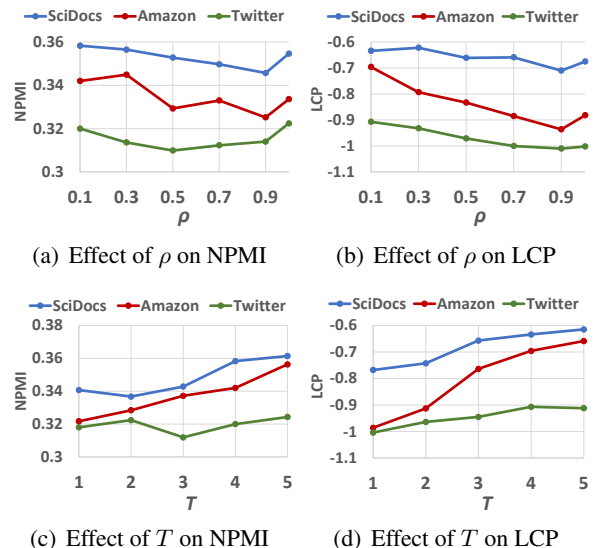 SciDocs Amazon Twitter
0.36
0.34
0.32
0.3
NPMI
0.1 0.3 0.5 0.7 0.9
ρ
(a) Effect of ρ on NPMI
SciDocs Amazon Twitter
-0.6
-0.7
-0.8
-0.9
-1
-1.1
LCP
0.1 0.3 0.5 0.7 0.9
ρ
(b) Effect of ρ on LCP
SciDocs Amazon Twitter
0.38
0.36
0.34
0.32
0.3
NPMI
1 2 3 4 5
T
(c) Effect of T on NPMI
SciDocs Amazon Twitter
-0.6
-0.7
-0.8
-0.9
-1
-1.1
LCP
1 2 3 4 5
T
(d) Effect of T on LCP